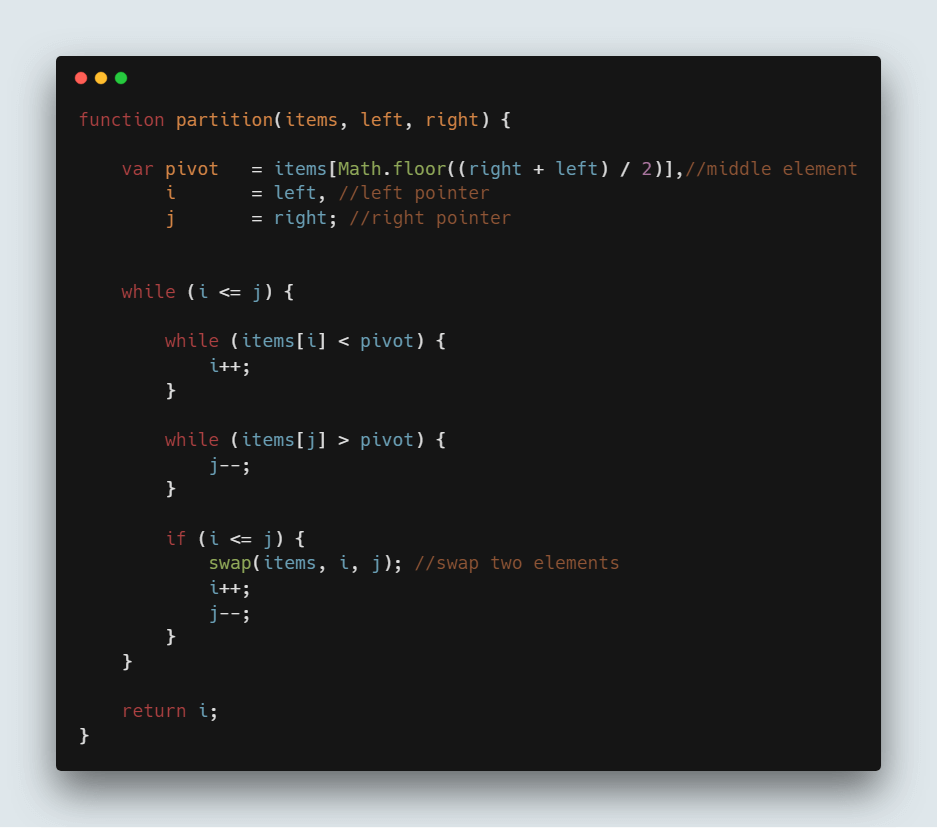 function partition(items, left, right) {
    var pivot   = items[Math.floor((right + left) / 2)],//middle element
        i       = left, //left pointer
        j       = right; //right pointer
    while (i <= j) {
        while (items[i] < pivot) {
            i++;
        }
        while (items[j] > pivot) {
            j--;
        }
        if (i <= j) {
            swap(items, i, j); //swap two elements
            i++;
            j--;
        }
    }
    return i;
}